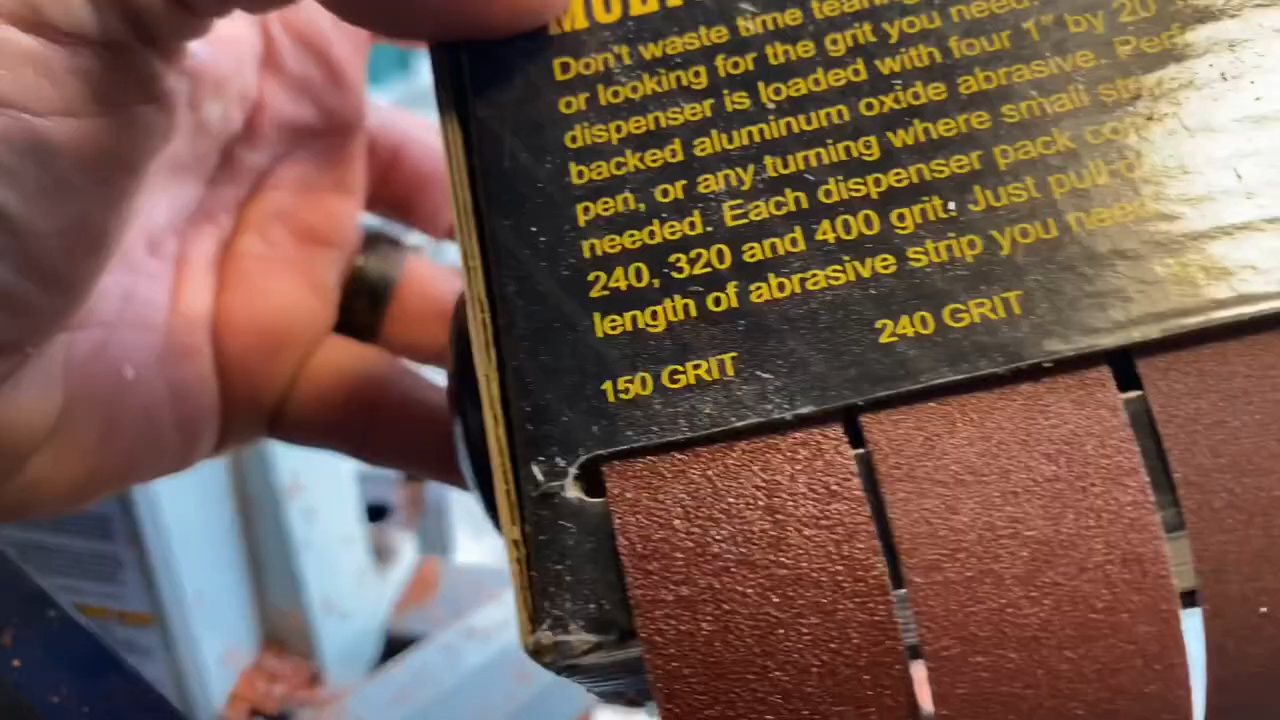 Don't waste time
or looking for the grit you need.
dispenser is loaded with four 1" by 20
backed aluminum oxide abrasive.
pen, or any turning where small
needed. Each dispenser pack
240, 320 and 400 grit. Just pull
length of abrasive strip you
150 GRIT
240 GRIT